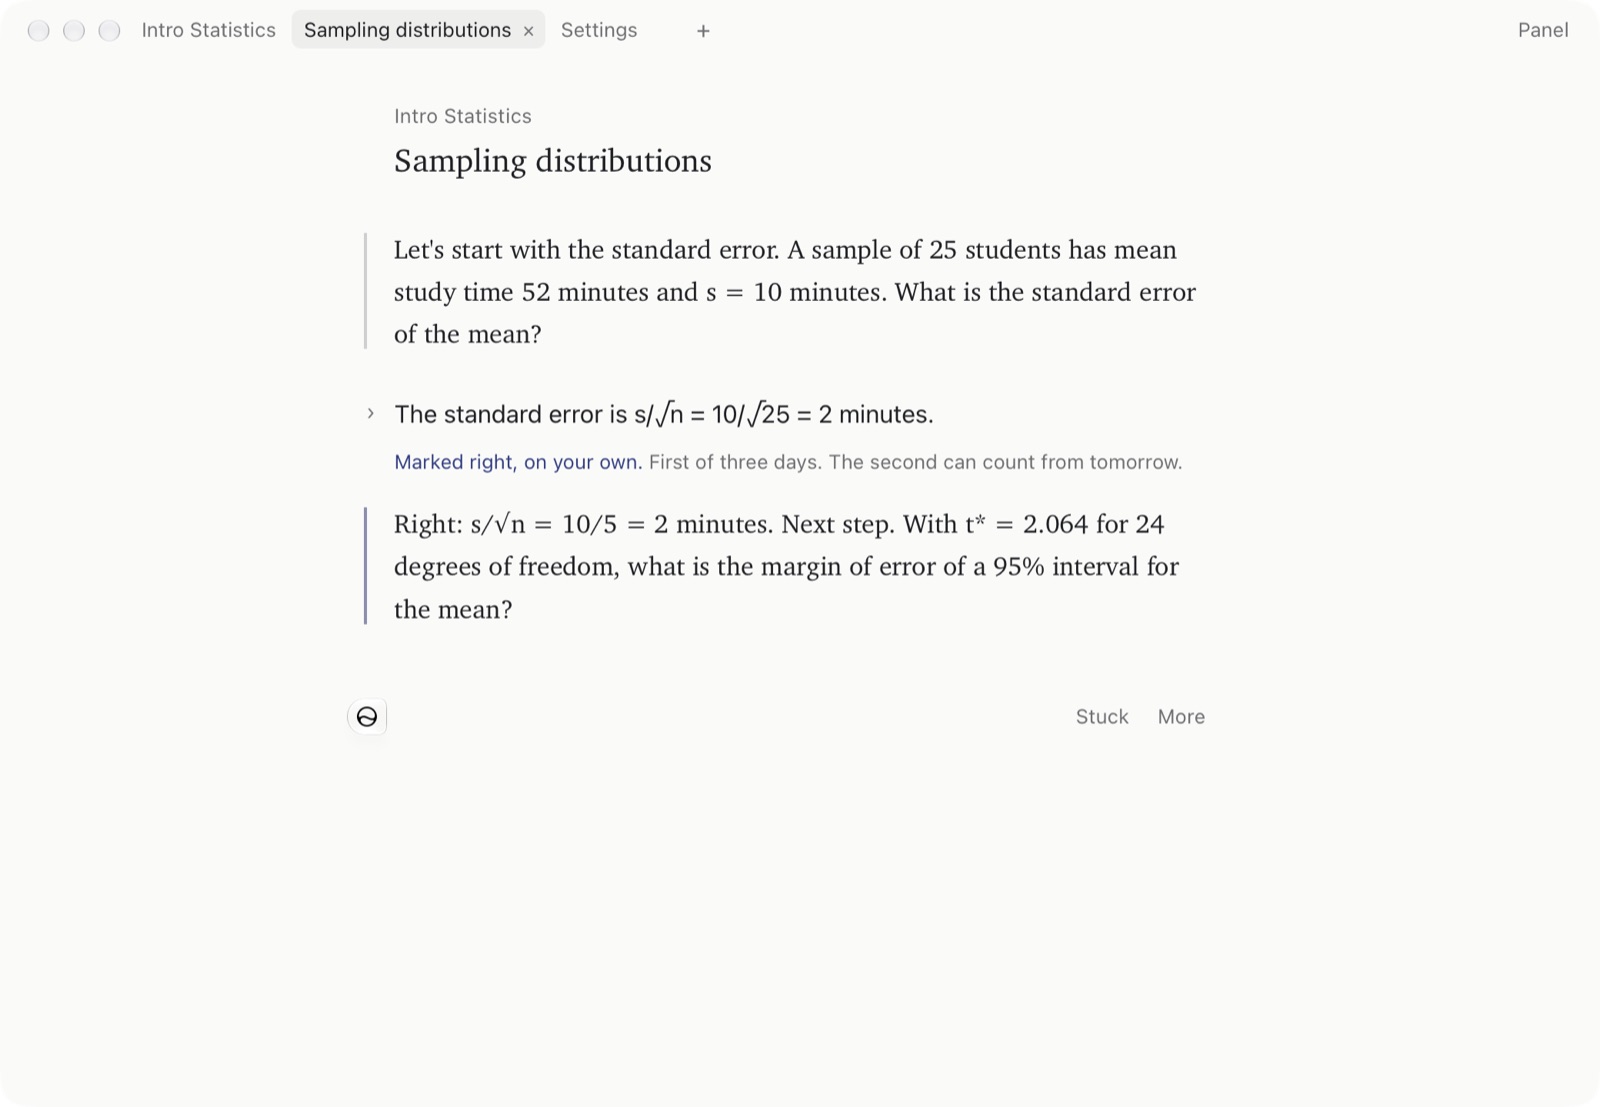 Intro Statistics
Sampling distributions ×
Settings
+
Panel
Intro Statistics
Sampling distributions
Let's start with the standard error. A sample of 25 students has mean
study time 52 minutes and s = 10 minutes. What is the standard error
of the mean?
› The standard error is s/√n = 10/√25 = 2 minutes.
Marked right, on your own. First of three days. The second can count from tomorrow.
Right: s/√n = 10/5 = 2 minutes. Next step. With t* = 2.064 for 24
degrees of freedom, what is the margin of error of a 95% interval for
the mean?
Stuck
More